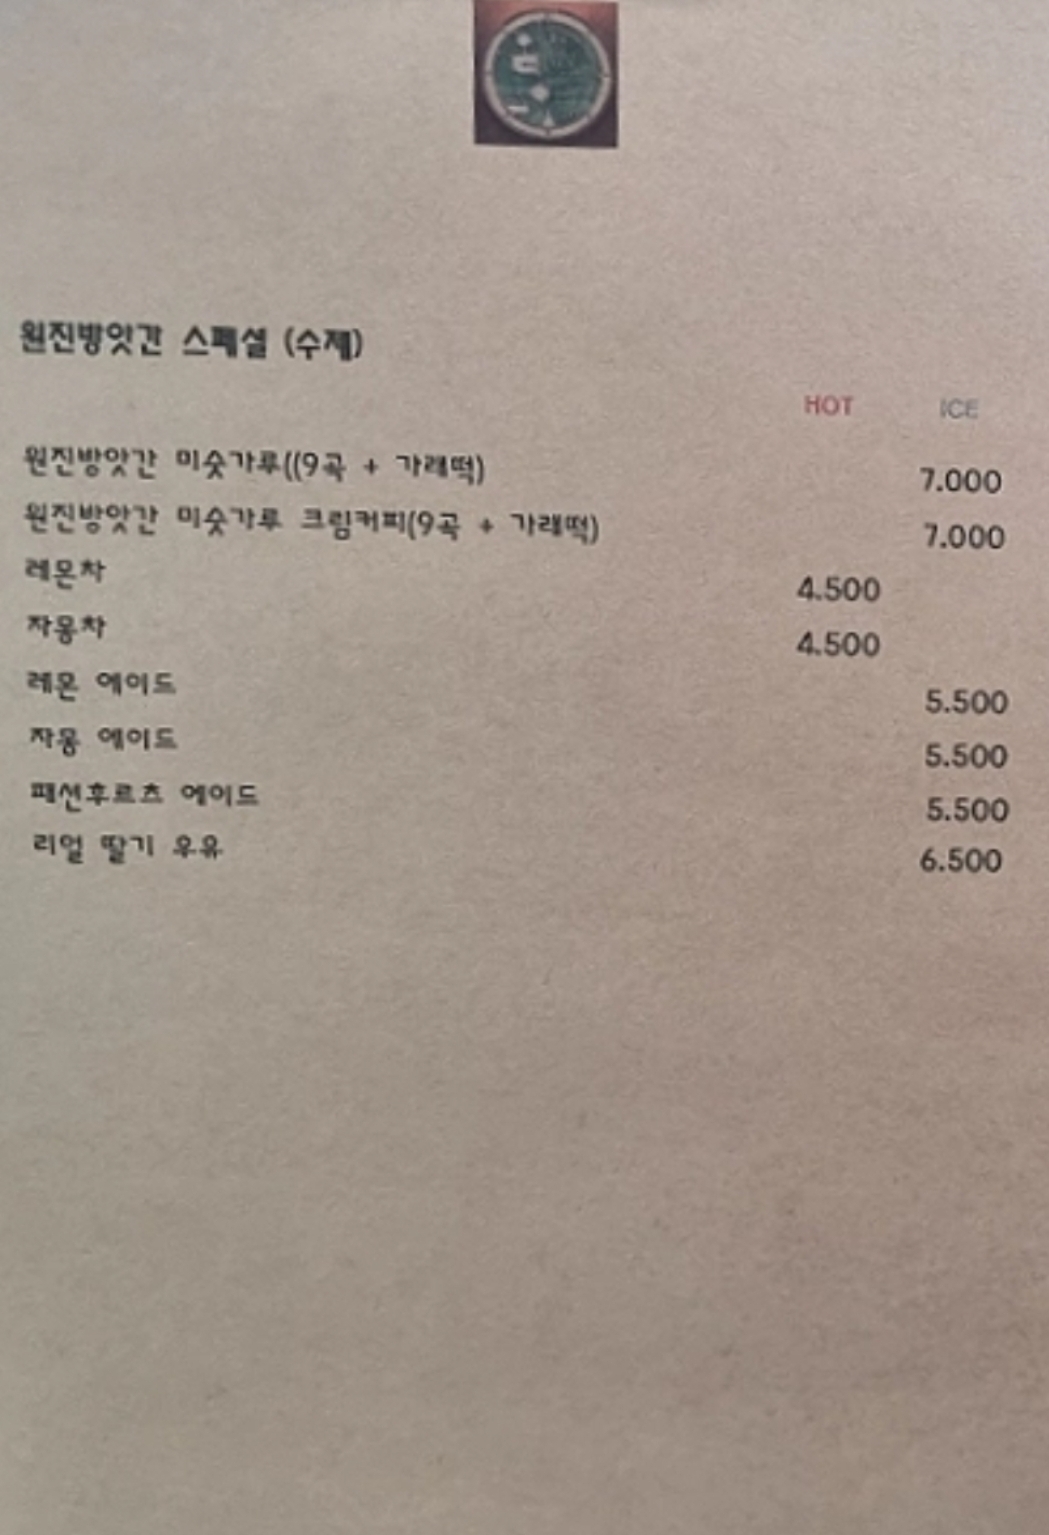 원진방앗간 스페셜 (수제)
HOT ICE
원진방앗간 미숫가루((9곡 + 가래떡) 7.000
원진방앗간 미숫가루 크림커피(9곡 + 가래떡) 7.000
레몬차 4.500
자몽차 4.500
레몬 에이드 5.500
자몽 에이드 5.500
패션후르츠 에이드 5.500
리얼 딸기 우유 6.500